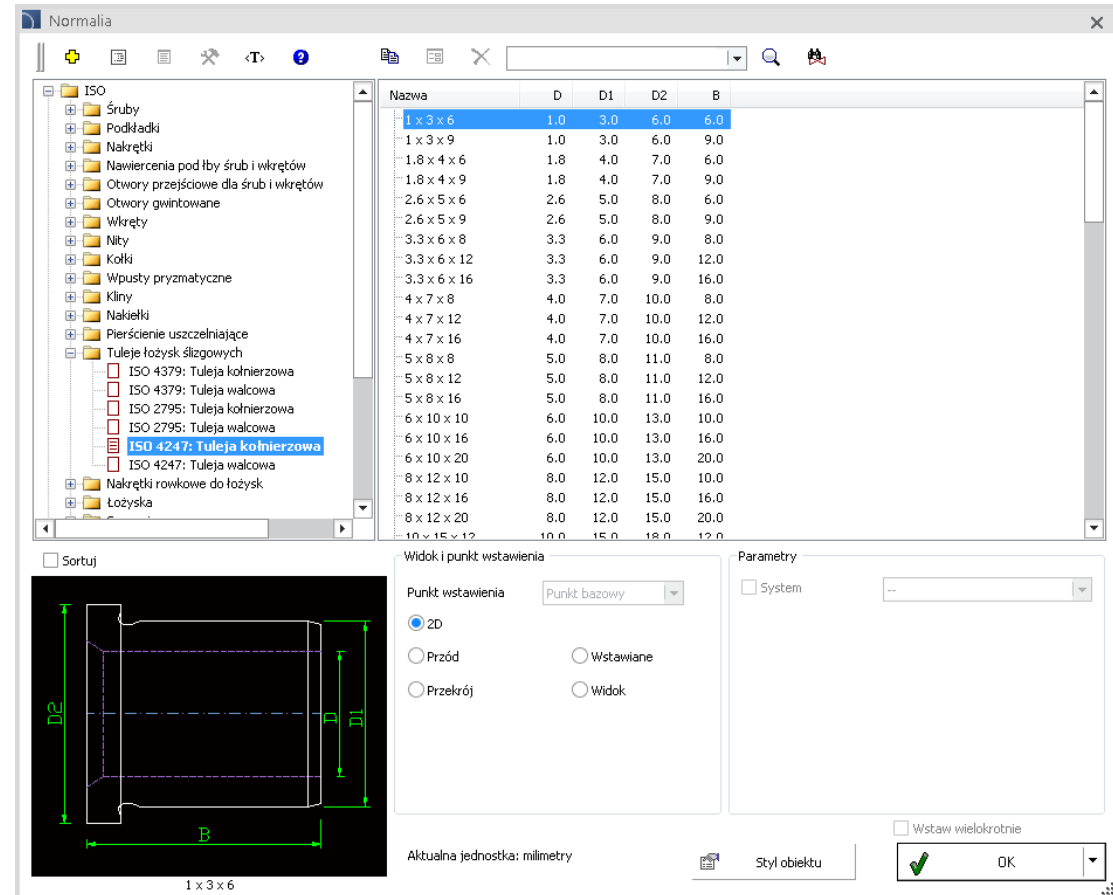 Normalia
<T>
ISO
Śruby
Podkładki
Nakrętki
Nawiercenia pod łby śrub i wkrętów
Otwory przejściowe dla śrub i wkrętów
Otwory gwintowane
Wkręty
Nity
Kołki
Wpusty pryzmatyczne
Kliny
Nakiełki
Pierścienie uszczelniające
Tuleje łożysk ślizgowych
ISO 4379: Tuleja kołnierzowa
ISO 4379: Tuleja walcowa
ISO 2795: Tuleja kołnierzowa
ISO 2795: Tuleja walcowa
ISO 4247: Tuleja kołnierzowa
ISO 4247: Tuleja walcowa
Nakrętki rowkowe do łożysk
Łożyska
Nazwa D D1 D2 B
1 x 3 x 6 1.0 3.0 6.0 6.0
1 x 3 x 9 1.0 3.0 6.0 9.0
1.8 x 4 x 6 1.8 4.0 7.0 6.0
1.8 x 4 x 9 1.8 4.0 7.0 9.0
2.6 x 5 x 6 2.6 5.0 8.0 6.0
2.6 x 5 x 9 2.6 5.0 8.0 9.0
3.3 x 6 x 8 3.3 6.0 9.0 8.0
3.3 x 6 x 12 3.3 6.0 9.0 12.0
3.3 x 6 x 16 3.3 6.0 9.0 16.0
4 x 7 x 8 4.0 7.0 10.0 8.0
4 x 7 x 12 4.0 7.0 10.0 12.0
4 x 7 x 16 4.0 7.0 10.0 16.0
5 x 8 x 8 5.0 8.0 11.0 8.0
5 x 8 x 12 5.0 8.0 11.0 12.0
5 x 8 x 16 5.0 8.0 11.0 16.0
6 x 10 x 10 6.0 10.0 13.0 10.0
6 x 10 x 16 6.0 10.0 13.0 16.0
6 x 10 x 20 6.0 10.0 13.0 20.0
8 x 12 x 10 8.0 12.0 15.0 10.0
8 x 12 x 16 8.0 12.0 15.0 16.0
8 x 12 x 20 8.0 12.0 15.0 20.0
10 x 15 x 12 10.0 15.0 18.0 12.0
Sortuj
D2
D
D1
B
1 x 3 x 6
Widok i punkt wstawienia
Punkt wstawienia Punkt bazowy
2D
Przód Wstawiane
Przekrój Widok
Parametry
System --
Aktualna jednostka: milimetry
Styl obiektu
Wstaw wielokrotnie
OK